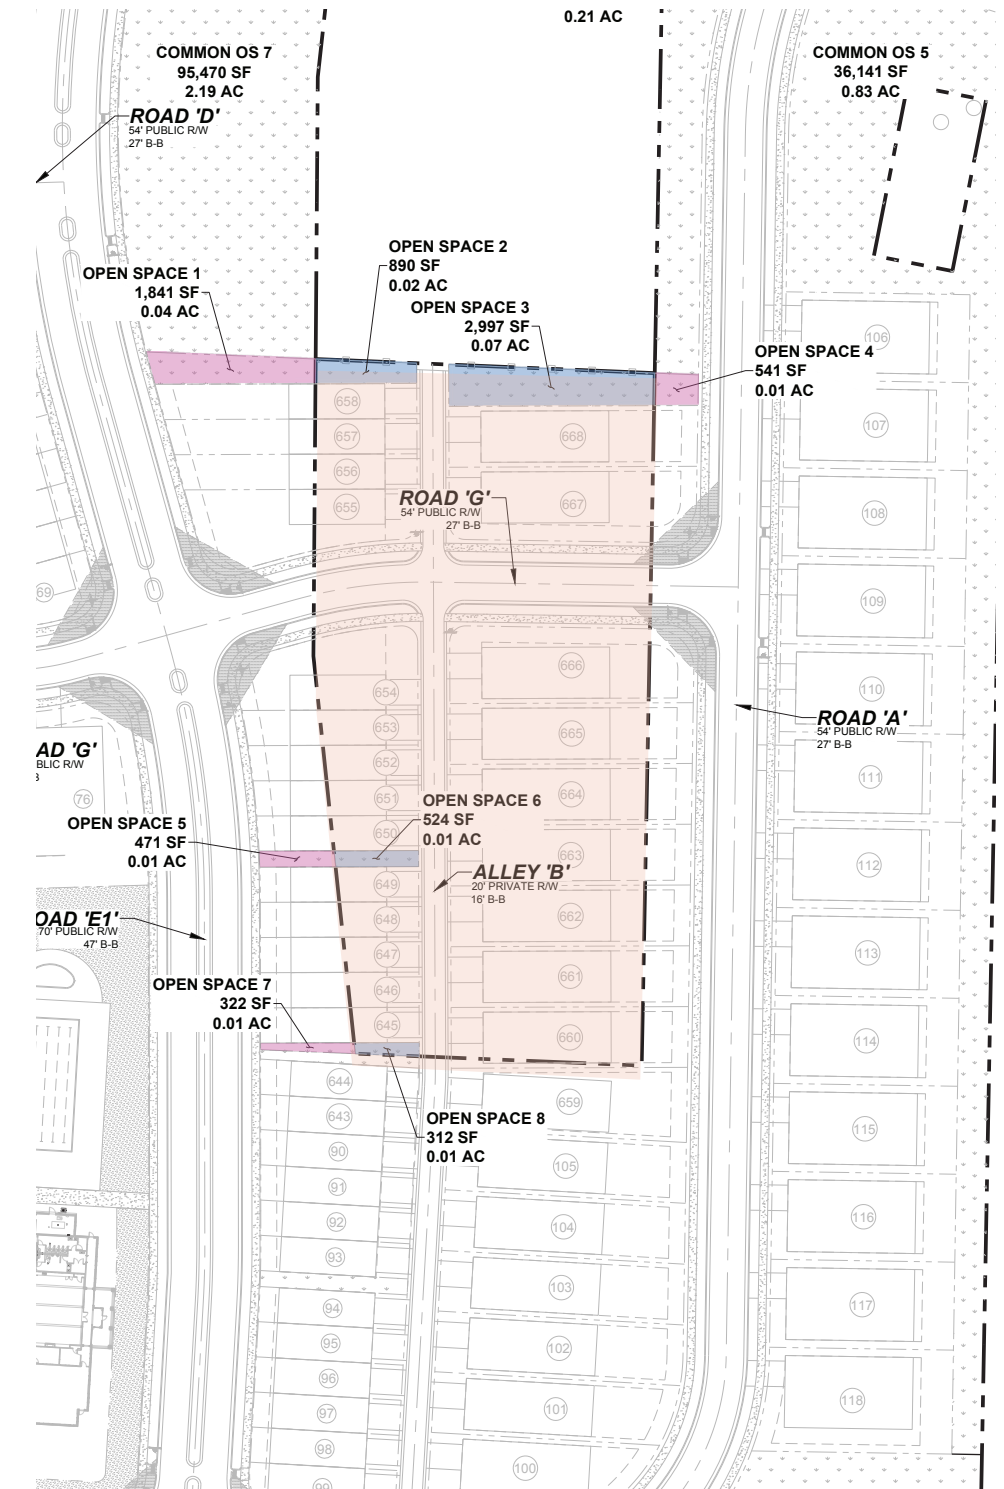 0.21 AC
COMMON OS 7
95,470 SF
2.19 AC
COMMON OS 5
36,141 SF
0.83 AC
ROAD 'D'
54' PUBLIC R/W
27' B-B
OPEN SPACE 2
890 SF
0.02 AC
OPEN SPACE 1
1,841 SF
0.04 AC
OPEN SPACE 3
2,997 SF
0.07 AC
OPEN SPACE 4
541 SF
0.01 AC
106
107
108
109
110
111
112
113
114
115
116
117
118
658
657
656
655
668
667
ROAD 'G'
54' PUBLIC R/W
27' B-B
69
666
665
664
663
662
661
660
659
654
653
652
651
650
649
648
647
646
645
644
643
ROAD 'A'
54' PUBLIC R/W
27' B-B
AD 'G'
BLIC R/W
76
OPEN SPACE 6
524 SF
0.01 AC
OPEN SPACE 5
471 SF
0.01 AC
ALLEY 'B'
20' PRIVATE R/W
16' B-B
OAD 'E1'
70' PUBLIC R/W
47' B-B
OPEN SPACE 7
322 SF
0.01 AC
OPEN SPACE 8
312 SF
0.01 AC
90
91
92
93
94
95
96
97
98
99
105
104
103
102
101
100